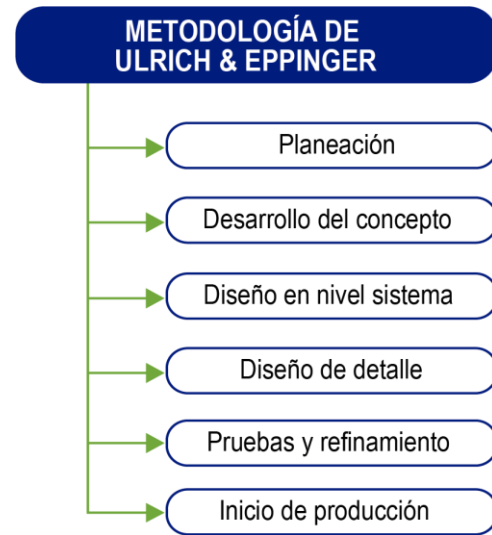 METODOLOGÍA DE
ULRICH & EPPINGER
Planeación
Desarrollo del concepto
Diseño en nivel sistema
Diseño de detalle
Pruebas y refinamiento
Inicio de producción